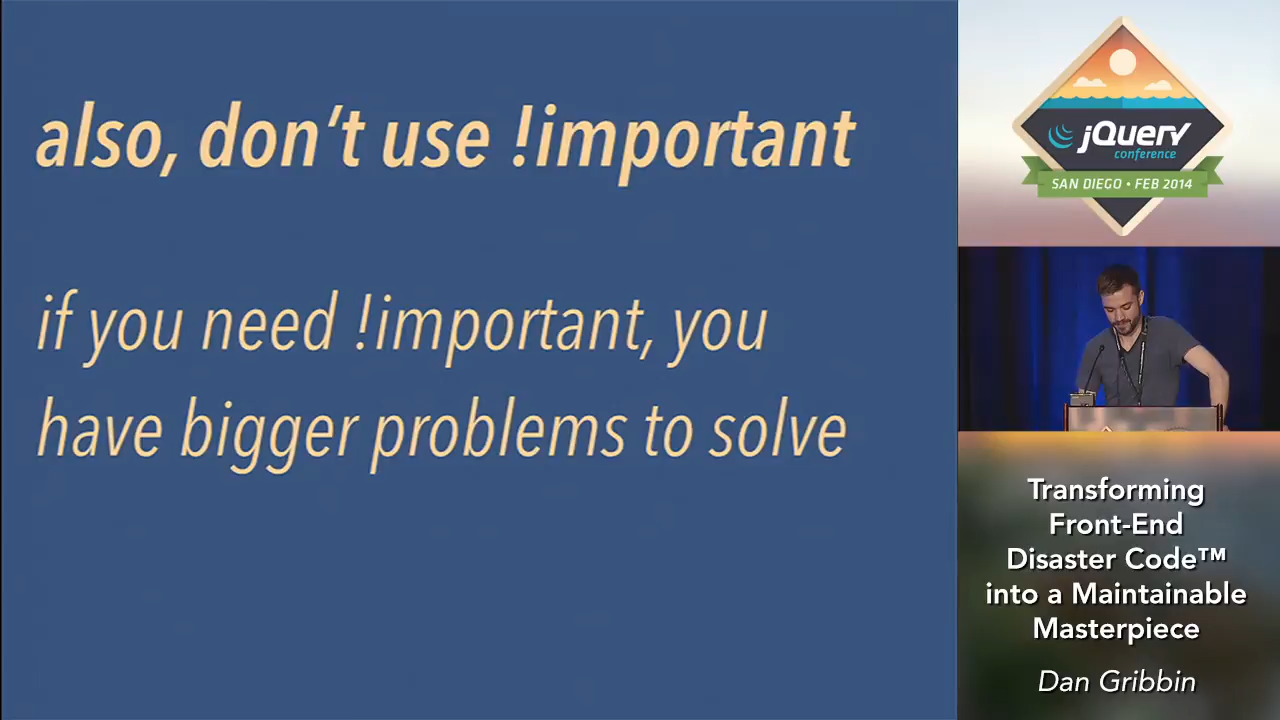 also, don‘t use !important
if you need !important, you
have bigger problems to solve
jQuery
conference
SAN DIEGO • FEB 2014
Transforming
Front-End
Disaster Code™
into a Maintainable
Masterpiece
Dan Gribbin